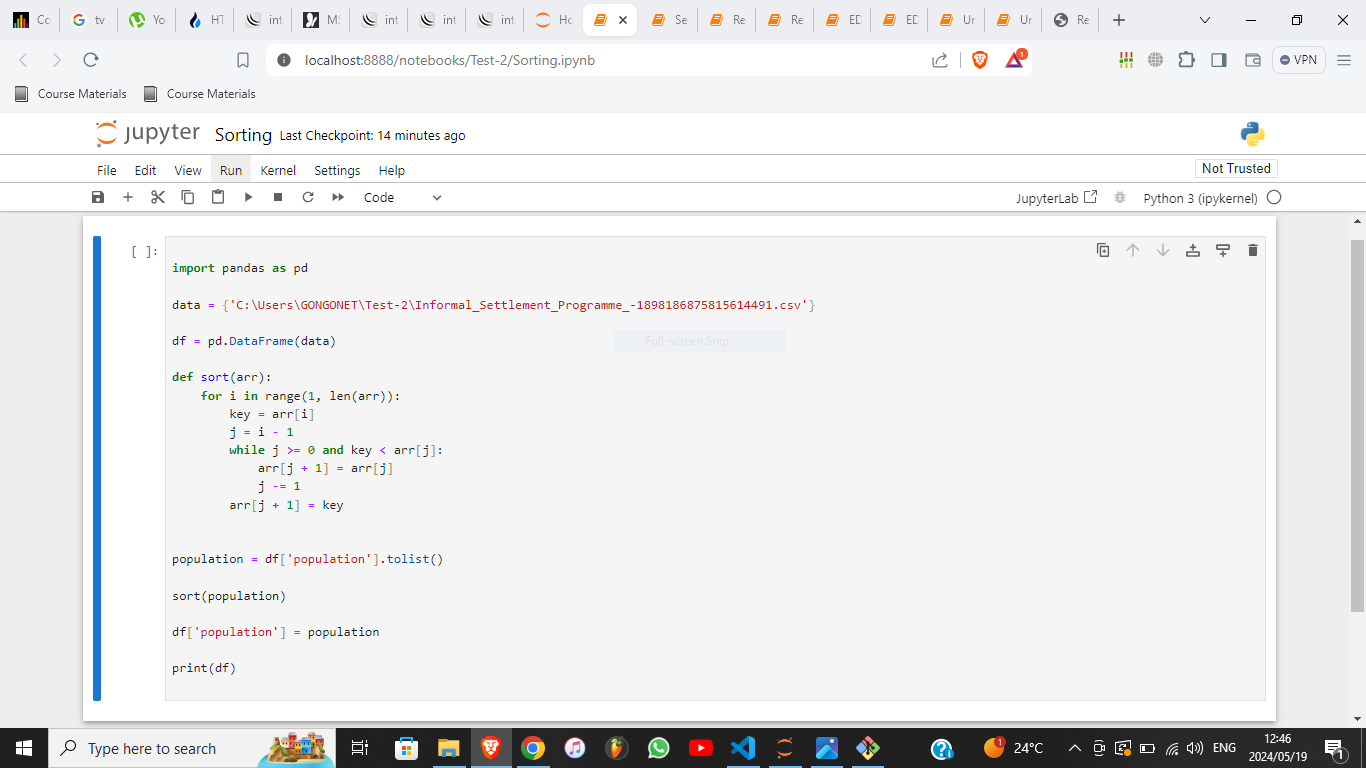 Cc
tv
Yo
HT
int
MS
int
int
int
Hc
Se
Re
Re
ED
ED
Ur
Ur
Re
localhost:8888/notebooks/Test-2/Sorting.ipynb
1
VPN
Course Materials
Course Materials
jupyter Sorting Last Checkpoint: 14 minutes ago
File Edit View Run Kernel Settings Help
Not Trusted
Code
JupyterLab
Python 3 (ipykernel)
[ ]:
import pandas as pd
data = {'C:\Users\GONGONET\Test-2\Informal_Settlement_Programme_-1898186875815614491.csv'}
df = pd.DataFrame(data)
Full-screen Snip
def sort(arr):
    for i in range(1, len(arr)):
        key = arr[i]
        j = i - 1
        while j >= 0 and key < arr[j]:
            arr[j + 1] = arr[j]
            j -= 1
        arr[j + 1] = key
population = df['population'].tolist()
sort(population)
df['population'] = population
print(df)
Type here to search
1
24°C
ENG
12:46
2024/05/19
1